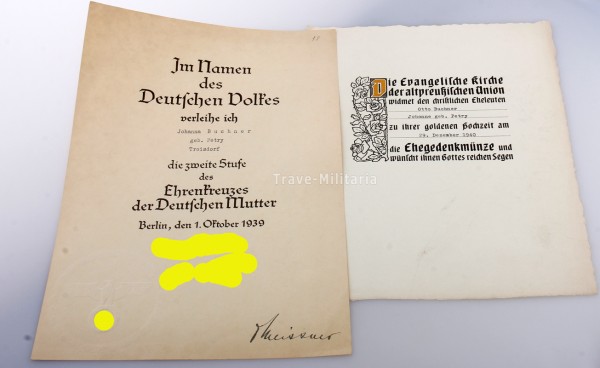 Im Namen
des
Deutschen Volkes
verleihe ich
Johanna Buchner
geb. Petry
Troisdorf
die zweite Stufe
des
Ehrenkreuzes
der Deutschen Mutter
Berlin, den 1. Oktober 1939
Meissner
Die Evangelische Kirche
der altpreußischen Union
widmet den christlichen Eheleuten
Otto Buchner
Johanna geb. Petry
zu ihrer goldenen Hochzeit am
29. Dezember 1940
die Ehegedenkmünze und
wünscht ihnen Gottes reichen Segen
Trave-Militaria